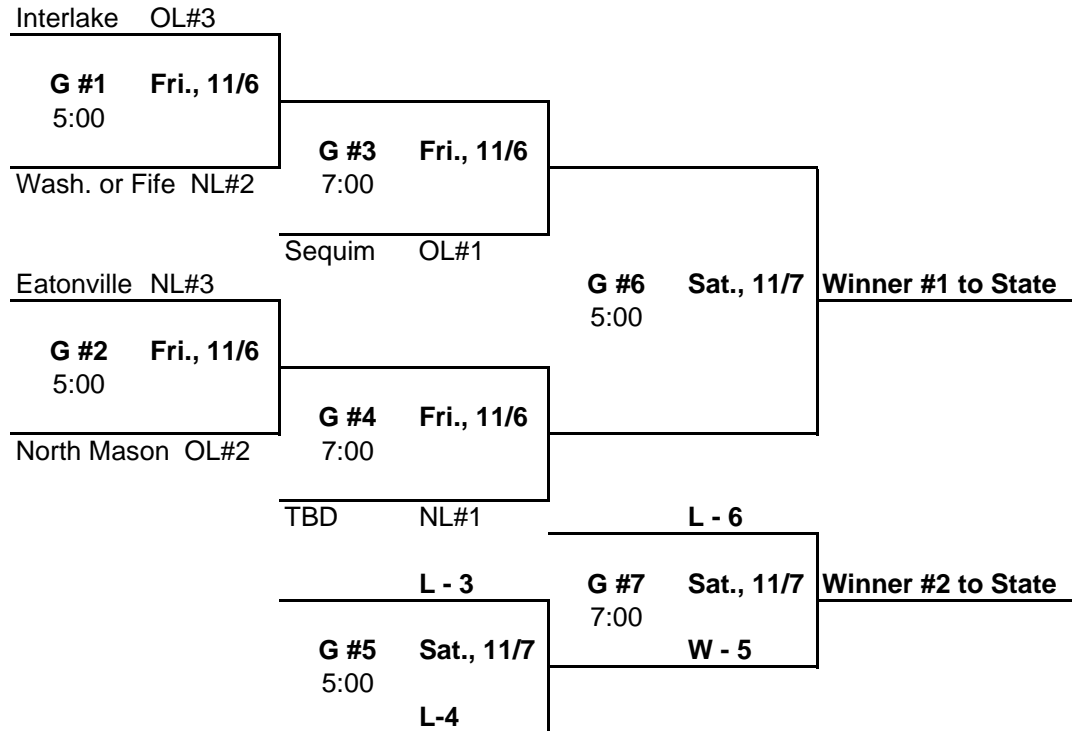 Interlake OL#3
G #1 Fri., 11/6
5:00
G #3 Fri., 11/6
Wash. or Fife NL#2 7:00
Sequim OL#1
Eatonville NL#3 G #6 Sat., 11/7 Winner #1 to State
5:00
G #2 Fri., 11/6
5:00
G #4 Fri., 11/6
North Mason OL#2 7:00
TBD NL#1 L - 6
L - 3 G #7 Sat., 11/7 Winner #2 to State
7:00
G #5 Sat., 11/7 W - 5
5:00
L-4